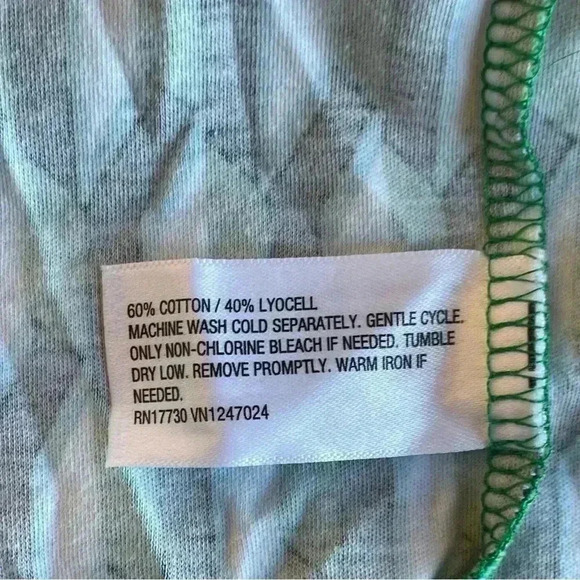 60% COTTON / 40% LYOCELL
MACHINE WASH COLD SEPARATELY. GENTLE CYCLE.
ONLY NON-CHLORINE BLEACH IF NEEDED. TUMBLE
DRY LOW. REMOVE PROMPTLY. WARM IRON IF
NEEDED.
RN17730 VN1247024